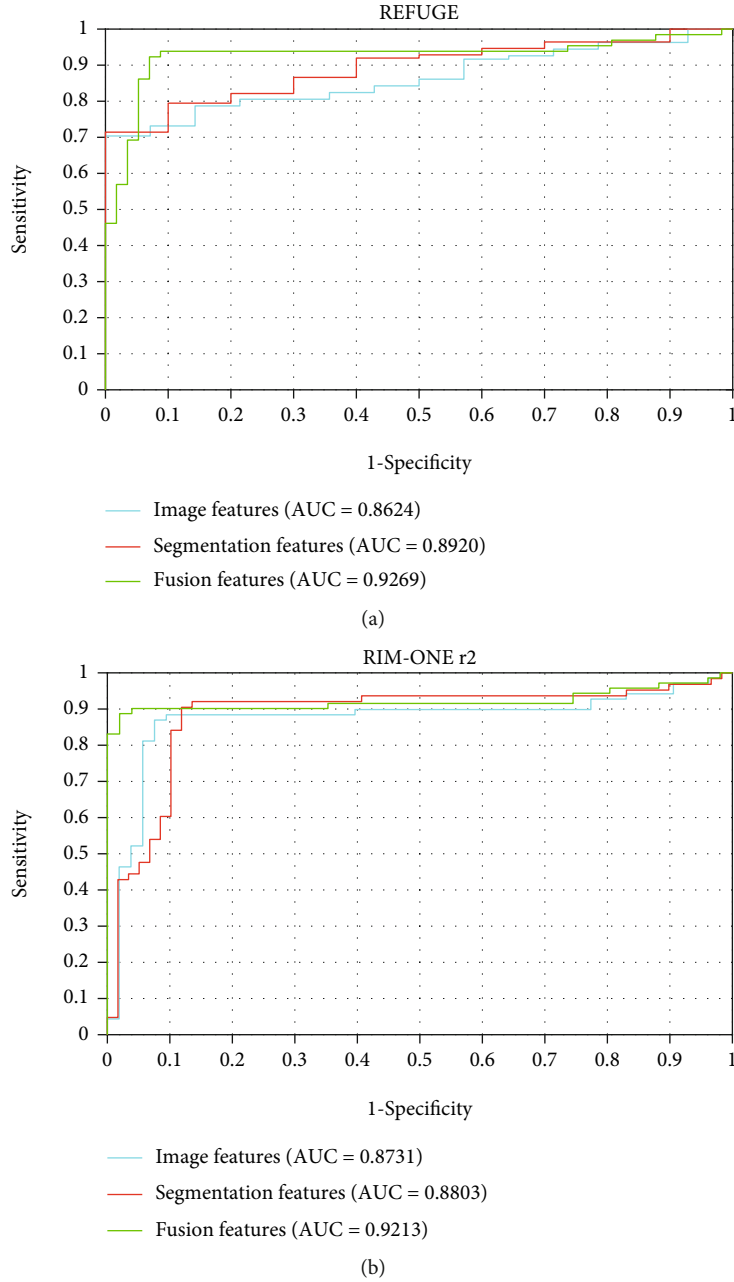 REFUGE
1
0.9
0.8
0.7
0.6
0.5
0.4
0.3
0.2
0.1
0
Sensitivity
0 0.1 0.2 0.3 0.4 0.5 0.6 0.7 0.8 0.9 1
1-Specificity
Image features (AUC = 0.8624)
Segmentation features (AUC = 0.8920)
Fusion features (AUC = 0.9269)
(a)
RIM-ONE r2
1
0.9
0.8
0.7
0.6
0.5
0.4
0.3
0.2
0.1
0
Sensitivity
0 0.1 0.2 0.3 0.4 0.5 0.6 0.7 0.8 0.9 1
1-Specificity
Image features (AUC = 0.8731)
Segmentation features (AUC = 0.8803)
Fusion features (AUC = 0.9213)
(b)